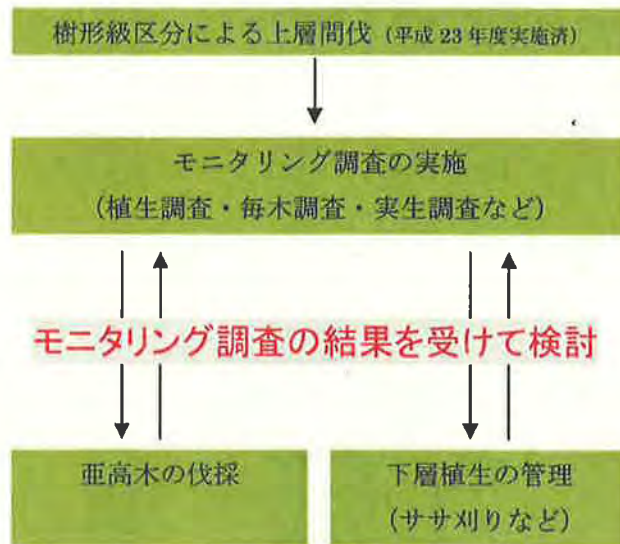 樹形級区分による上層間伐（平成 23 年度実施済）
モニタリング調査の実施
（植生調査・毎木調査・実生調査など）
モニタリング調査の結果を受けて検討
亜高木の伐採
下層植生の管理
（ササ刈りなど）